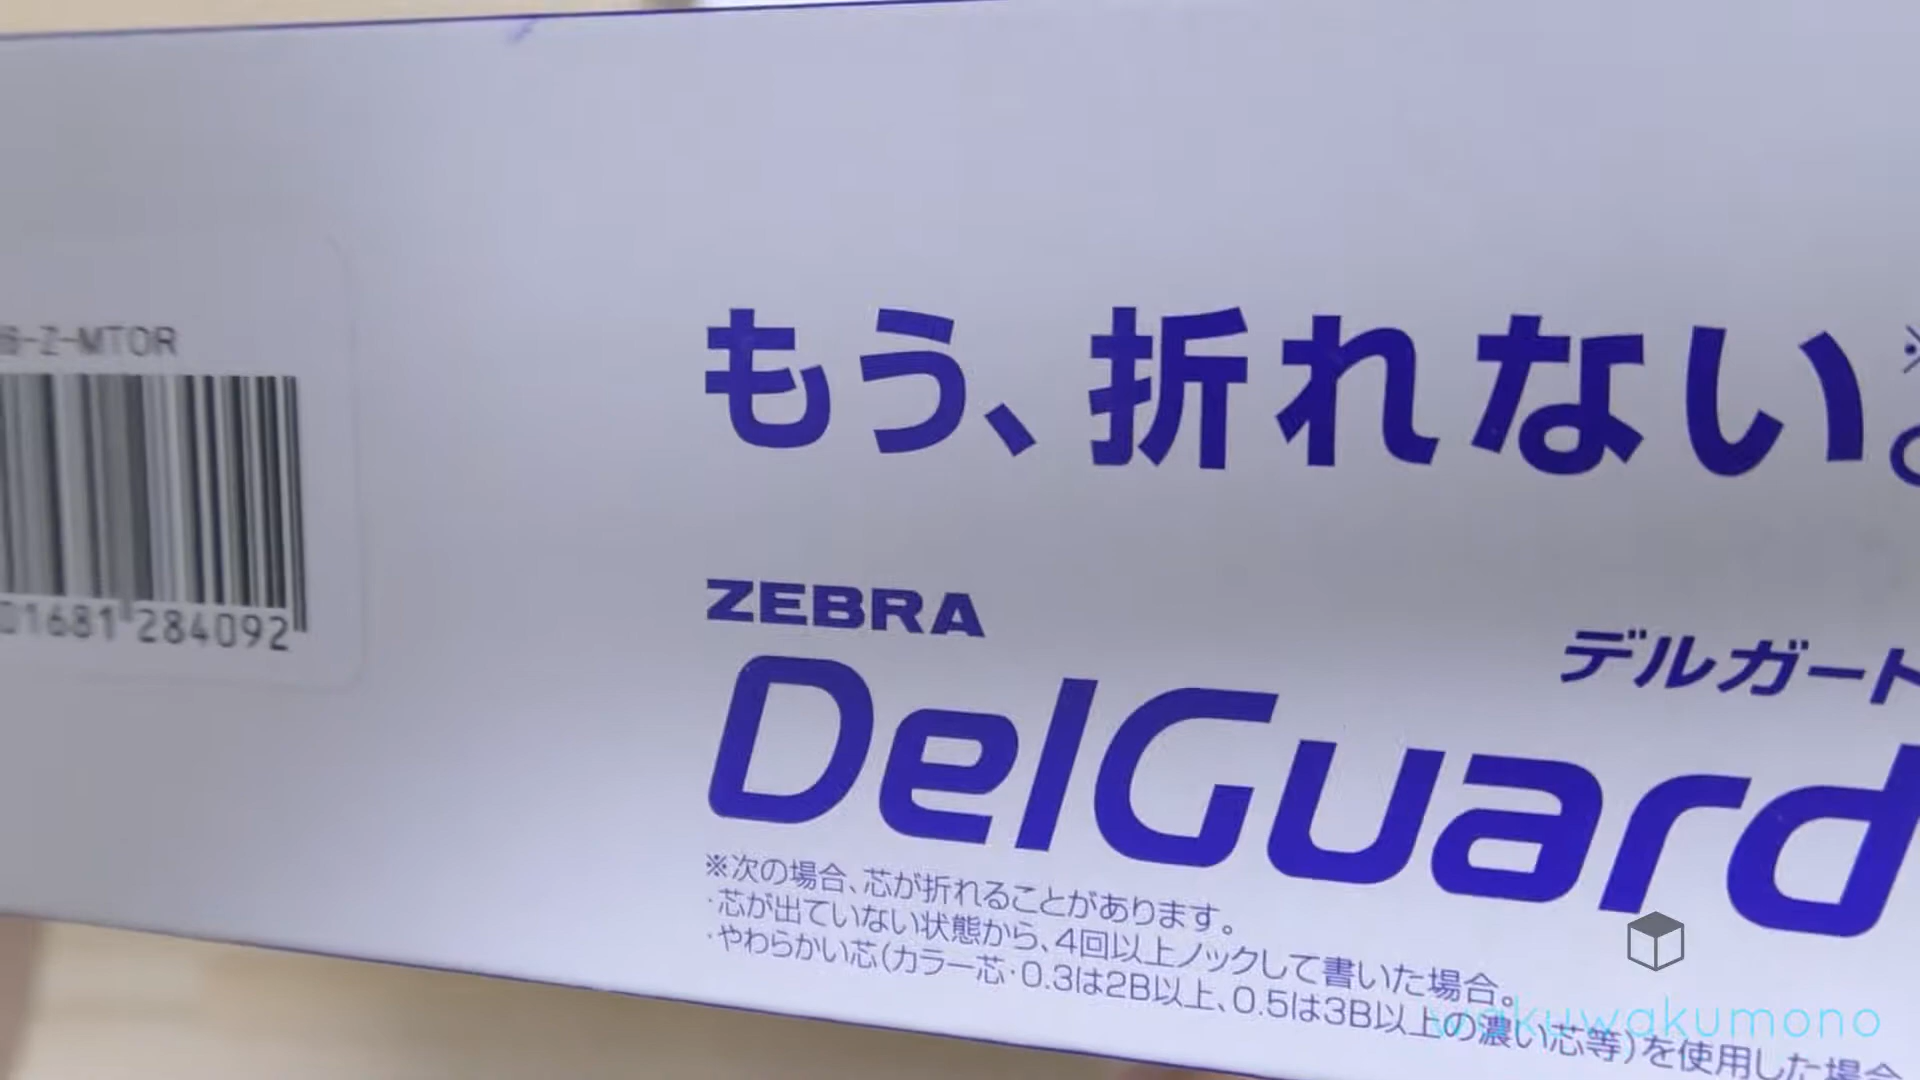 もう、折れない。※
-Z-MTOR
01681 284092
ZEBRA
デルガード
DelGuard
※次の場合、芯が折れることがあります。
・芯が出ていない状態から、4回以上ノックして書いた場合。
・やわらかい芯(カラー芯・0.3は2B以上、0.5は3B以上の濃い芯等)を使用した場合
wakuwakumono